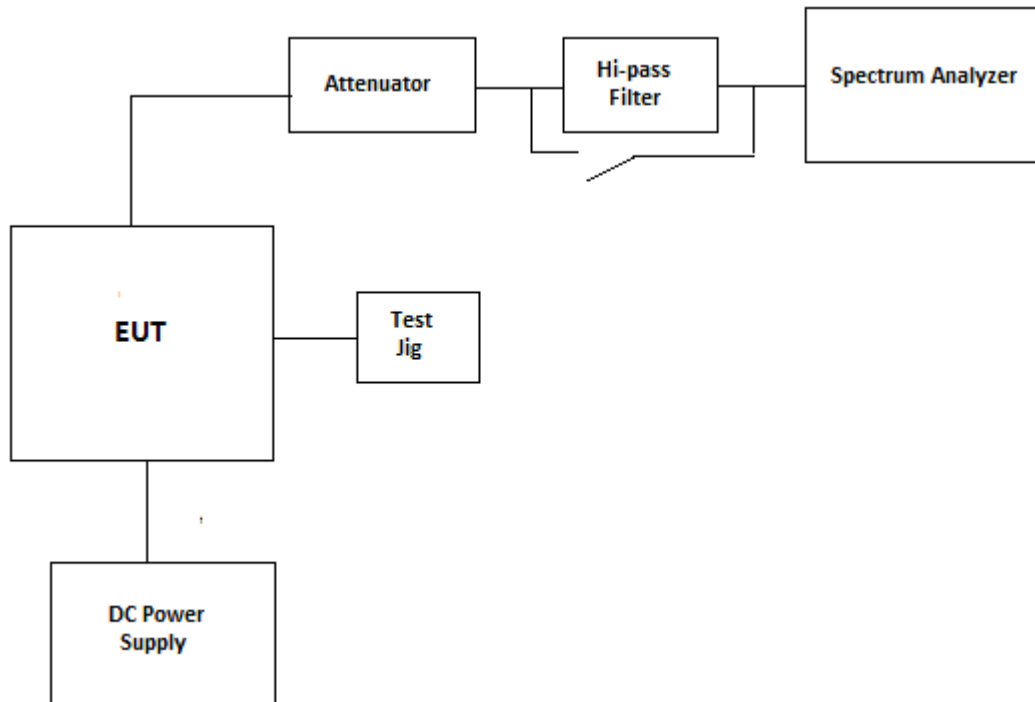 Attenuator
Hi-pass
Filter
Spectrum Analyzer
EUT
Test
Jig
DC Power
Supply